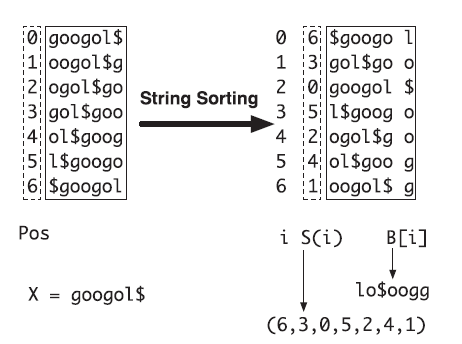 0 googol$ 0 6 $googo l
1 oogol$g 1 3 gol$go o
2 ogol$go 2 0 googol $
3 gol$goo String Sorting 3 5 l$goog o
4 ol$goog 4 2 ogol$g o
5 l$googo 5 4 ol$goo g
6 $googol 6 1 oogol$ g
Pos i S(i) B[i]
X = googol$ lo$oogg
(6,3,0,5,2,4,1)